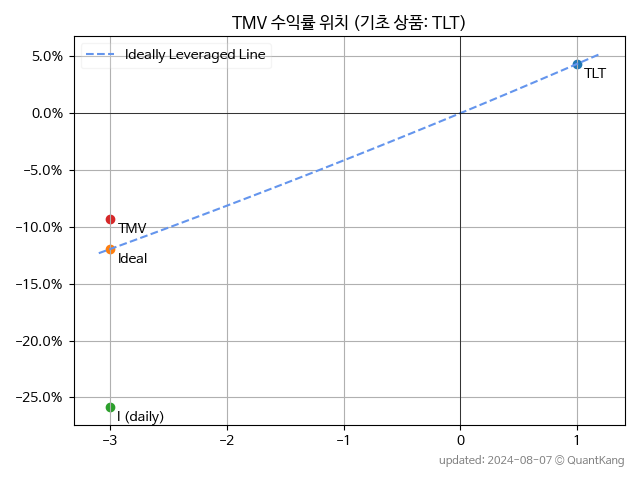 TMV 수익률 위치 (기초 상품: TLT)
Ideally Leveraged Line
5.0%
TLT
0.0%
−5.0%
TMV
−10.0%
Ideal
−15.0%
−20.0%
−25.0%
I (daily)
−3 −2 −1 0 1
updated: 2024-08-07 © QuantKang